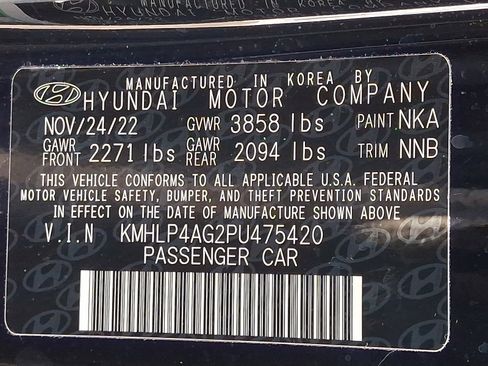 MANUFACTURED IN KOREA BY
HYUNDAI MOTOR COMPANY
NOV/24/22 GVWR 3858 lbs PAINT NKA
GAWR FRONT 2271 lbs GAWR REAR 2094 lbs TRIM NNB
THIS VEHICLE CONFORMS TO ALL APPLICABLE U.S.A. FEDERAL
MOTOR VEHICLE SAFETY, BUMPER, AND THEFT PREVENTION STANDARDS
IN EFFECT ON THE DATE OF MANUFACTURE SHOWN ABOVE
V.I.N KMHLP4AG2PU475420
PASSENGER CAR